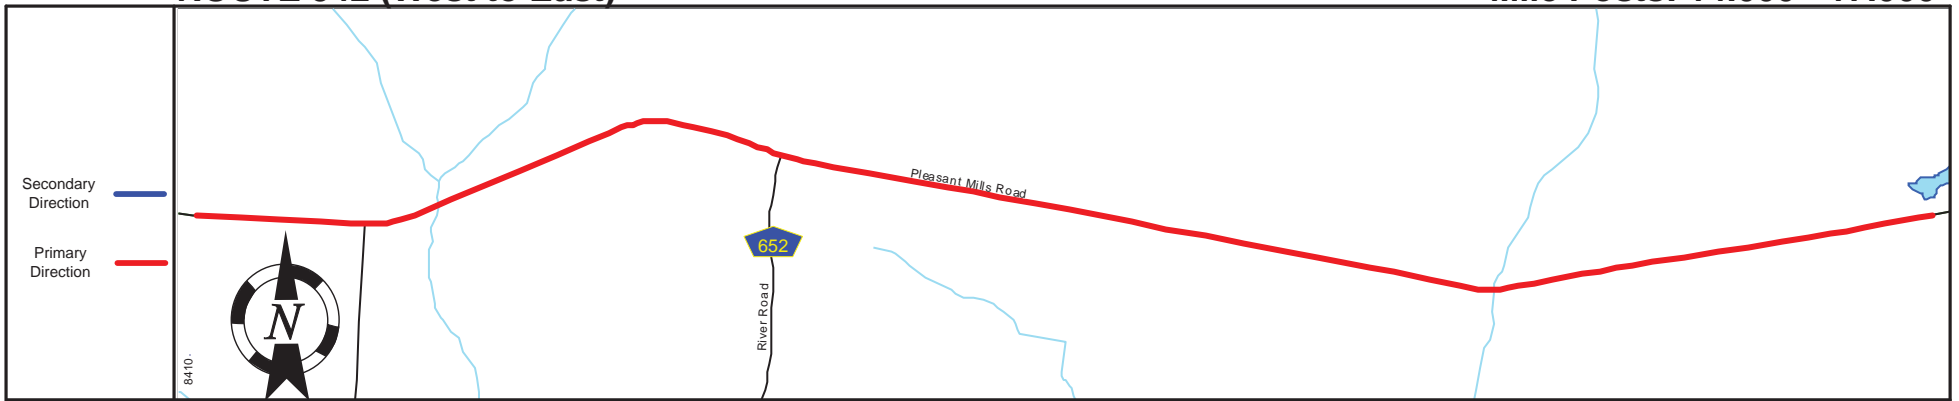 Secondary
Direction
Primary
Direction
Pleasant Mills Road
652
River Road
N
8410